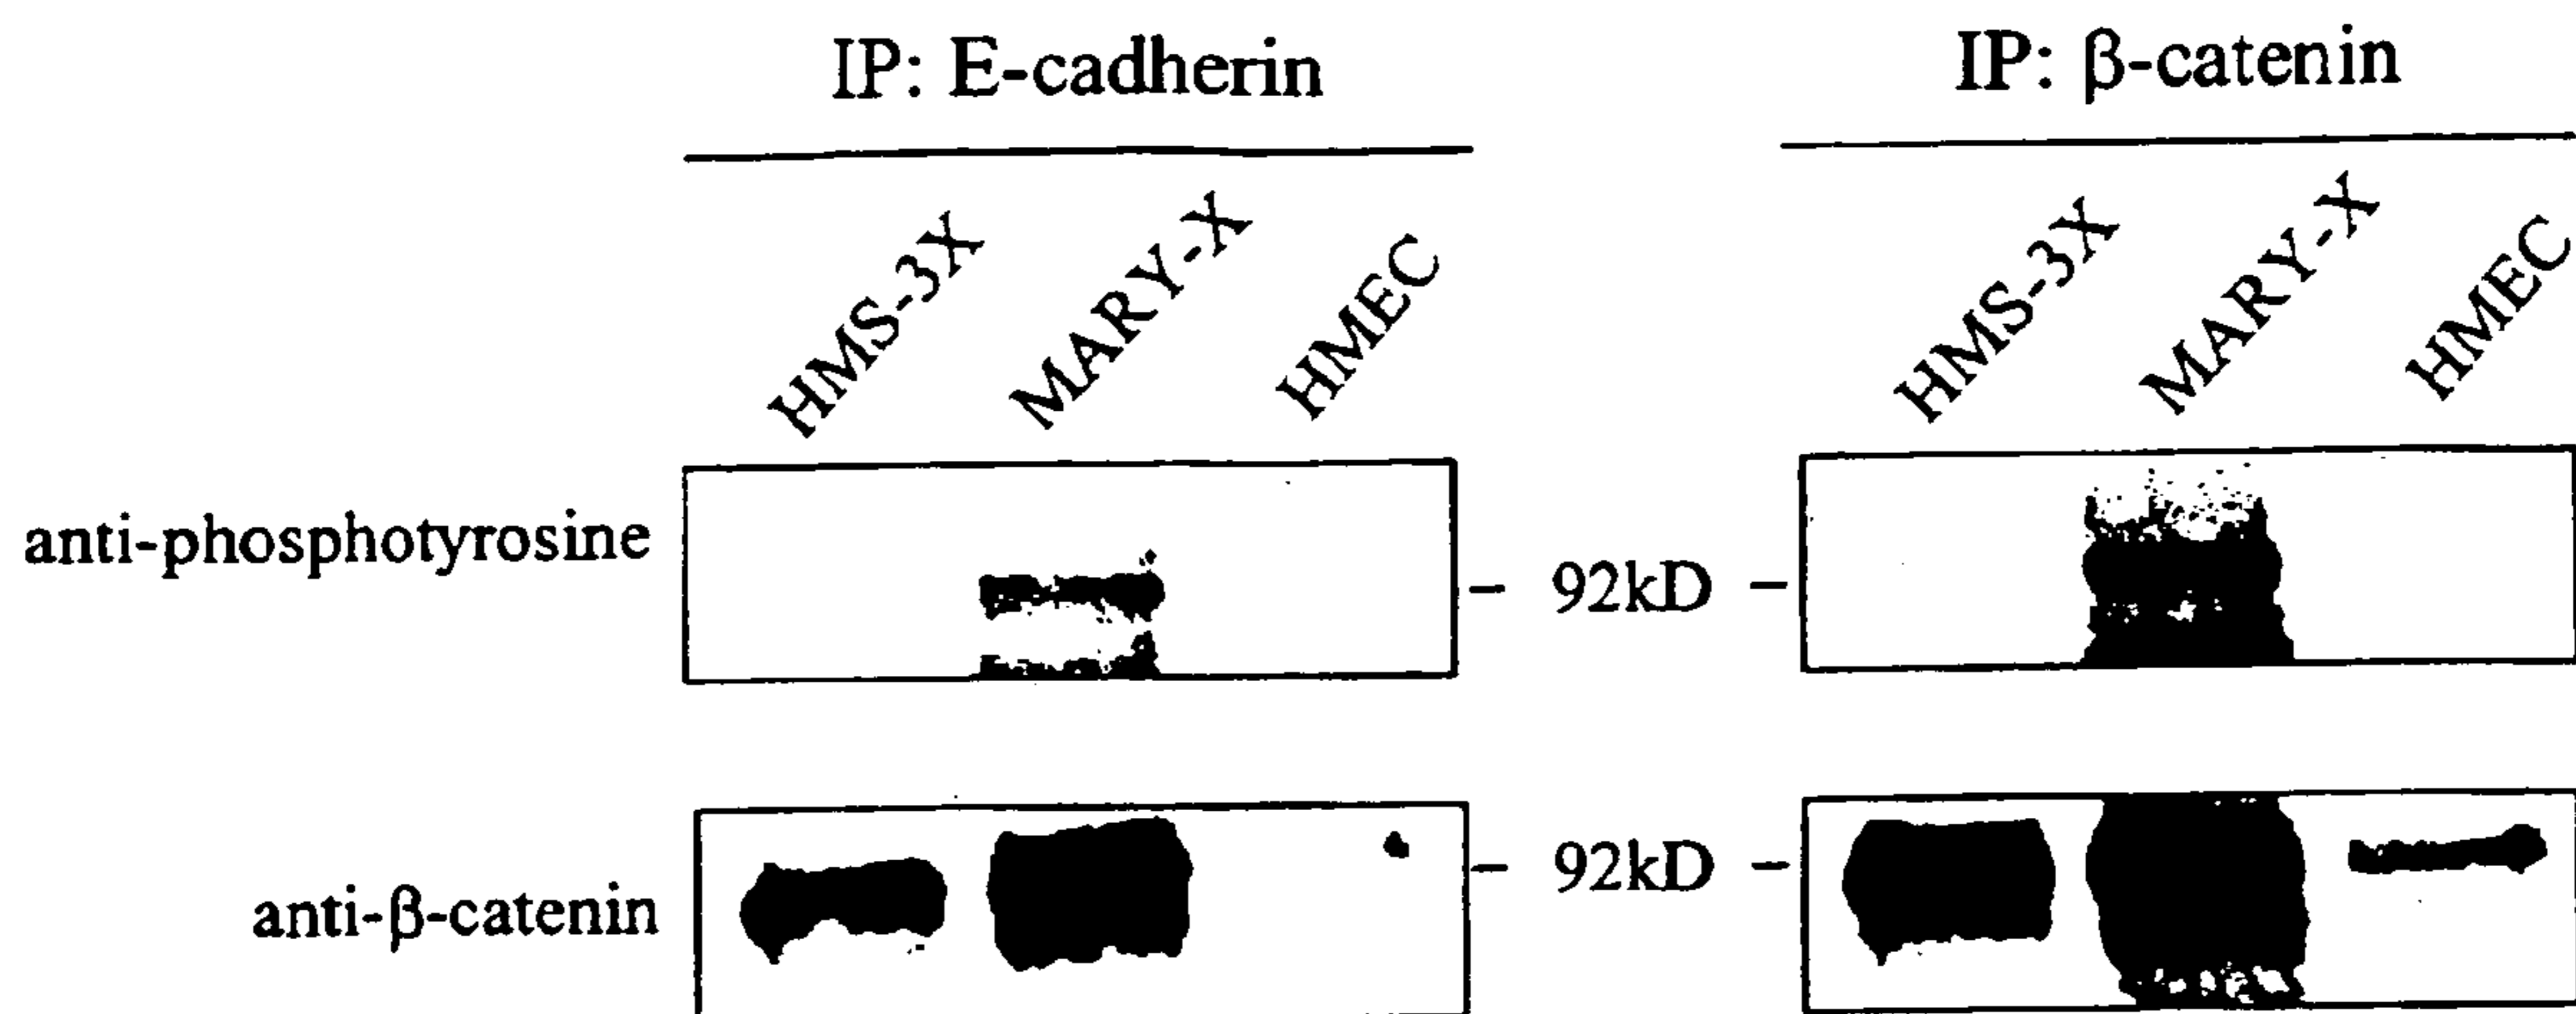 IP: E-cadherin IP: β-catenin
HMS-3X MARY-X HMEC HMS-3X MARY-X HMEC
anti-phosphotyrosine - 92kD -
anti-β-catenin - 92kD -